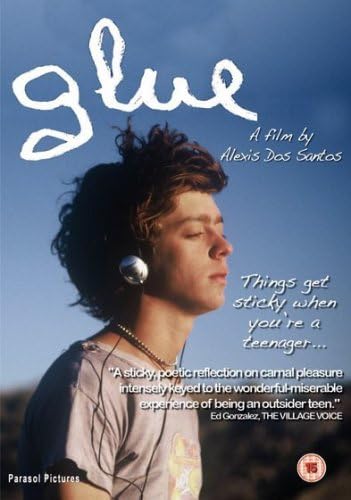 glue
A film by
Alexis Dos Santos
Things get
sticky when
you're a
teenager...
"A sticky, poetic reflection on carnal pleasure
intensely keyed to the wonderful-miserable
experience of being an outsider teen."
Ed Gonzalez, THE VILLAGE VOICE
Parasol Pictures
15